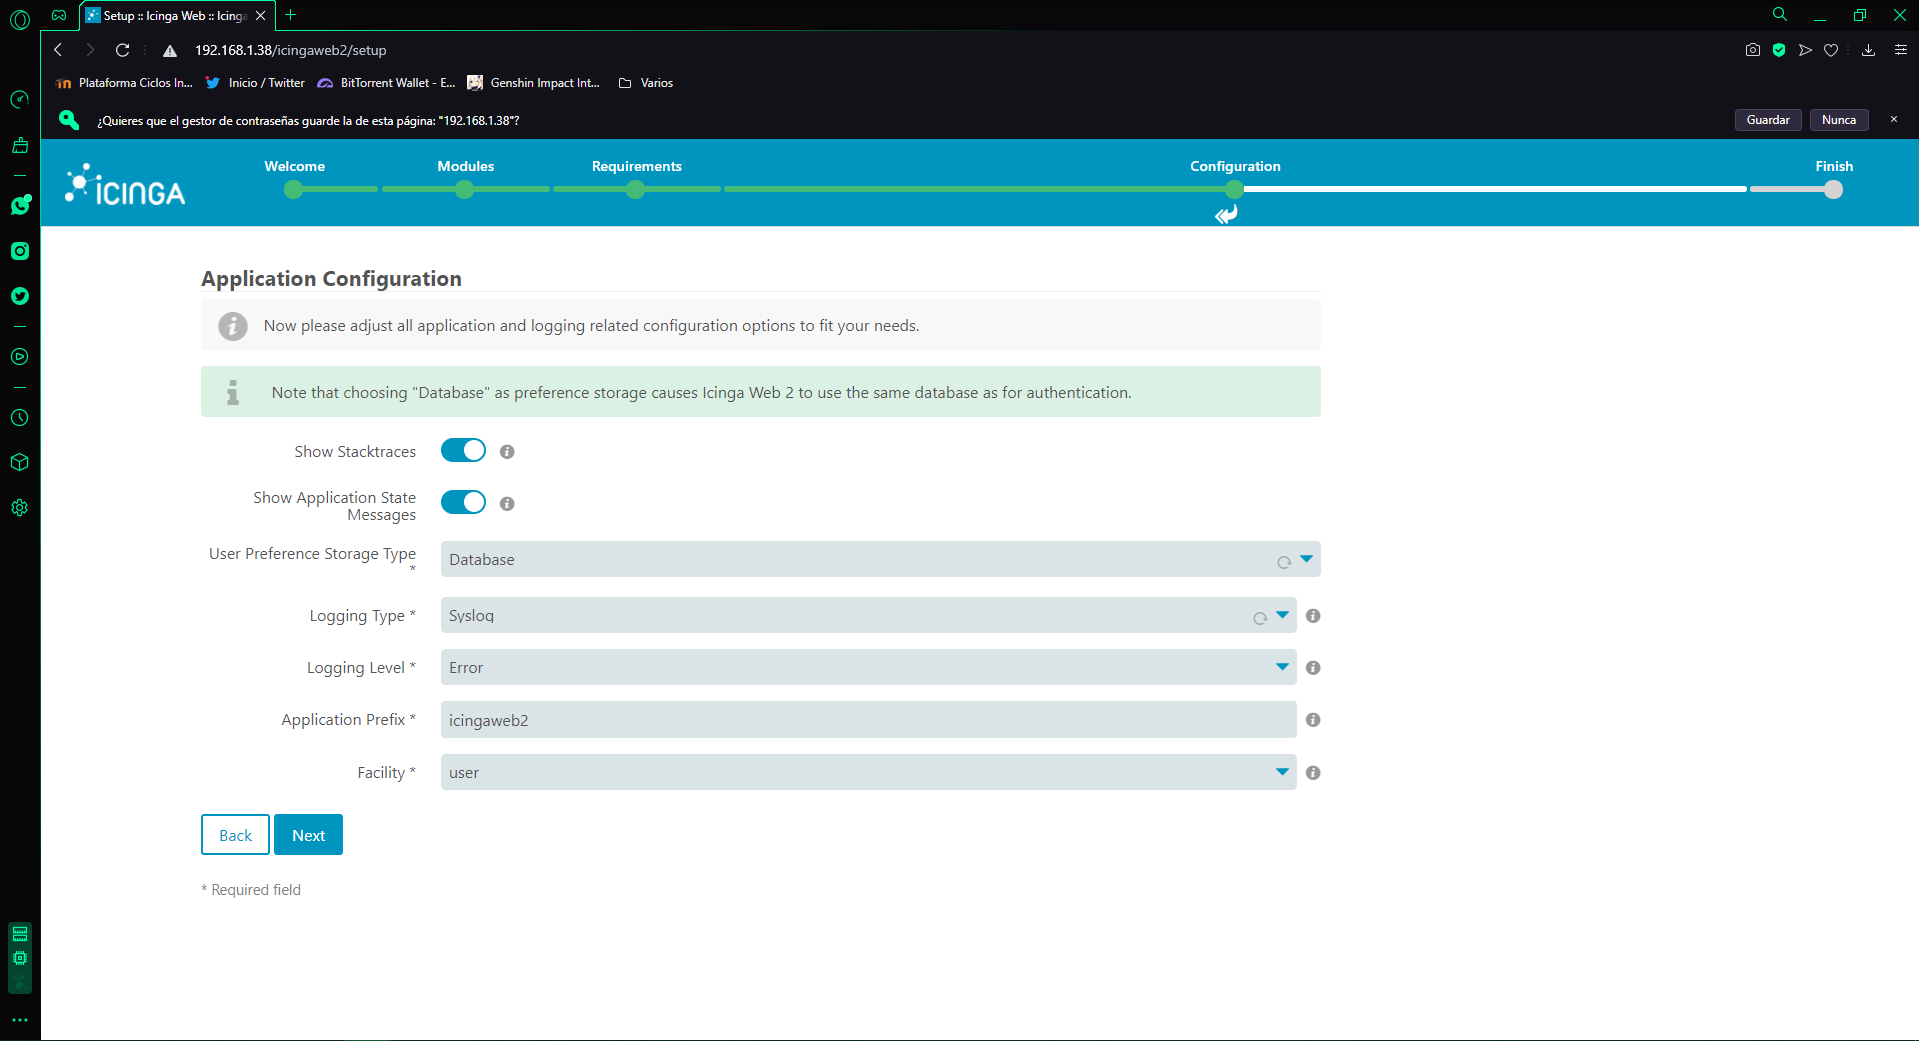 Setup :: Icinga Web :: Icinga
192.168.1.38/icingaweb2/setup
Plataforma Ciclos In... Inicio / Twitter BitTorrent Wallet - E... Genshin Impact Int... Varios
¿Quieres que el gestor de contraseñas guarde la de esta página: "192.168.1.38"? Guardar Nunca
ICINGA
Welcome Modules Requirements Configuration Finish
Application Configuration
Now please adjust all application and logging related configuration options to fit your needs.
Note that choosing "Database" as preference storage causes Icinga Web 2 to use the same database as for authentication.
Show Stacktraces
Show Application State
Messages
User Preference Storage Type
*
Database
Logging Type * Syslog
Logging Level * Error
Application Prefix * icingaweb2
Facility * user
Back Next
* Required field